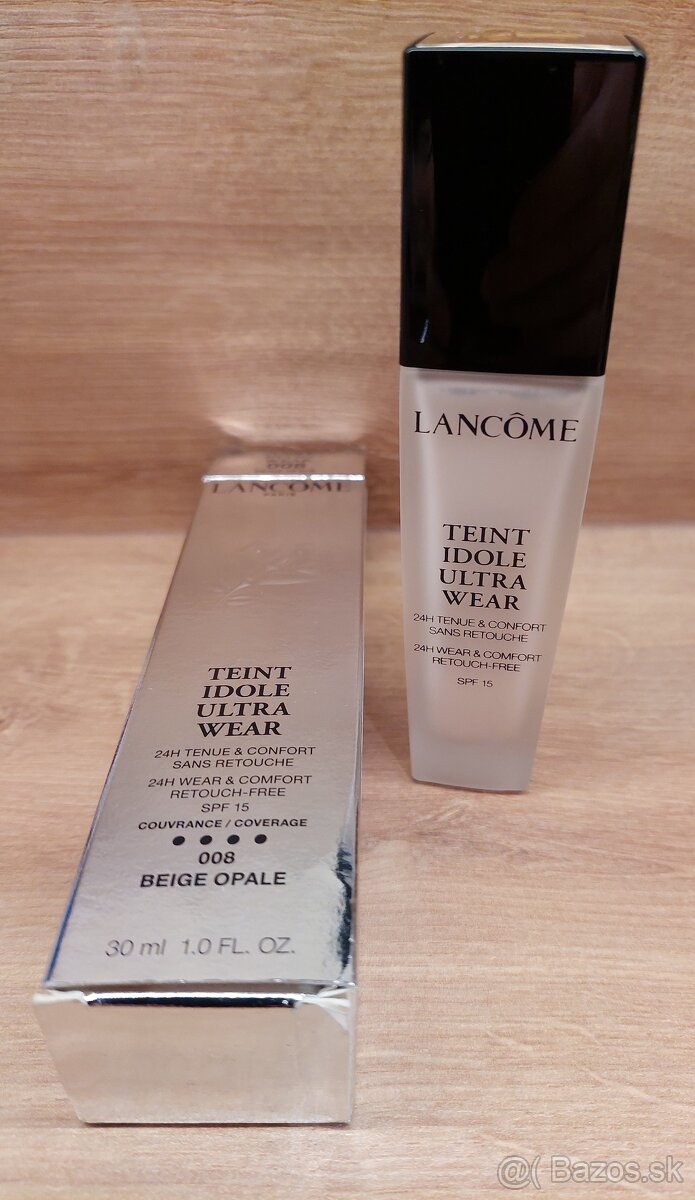 008
LANCÔME
PARIS
TEINT
IDOLE
ULTRA
WEAR
24H TENUE & CONFORT
SANS RETOUCHE
24H WEAR & COMFORT
RETOUCH-FREE
SPF 15
COUVRANCE / COVERAGE
008
BEIGE OPALE
30 ml 1.0 FL. OZ.
LANCÔME
TEINT
IDOLE
ULTRA
WEAR
24H TENUE & CONFORT
SANS RETOUCHE
24H WEAR & COMFORT
RETOUCH-FREE
SPF 15
@( Bazos.sk